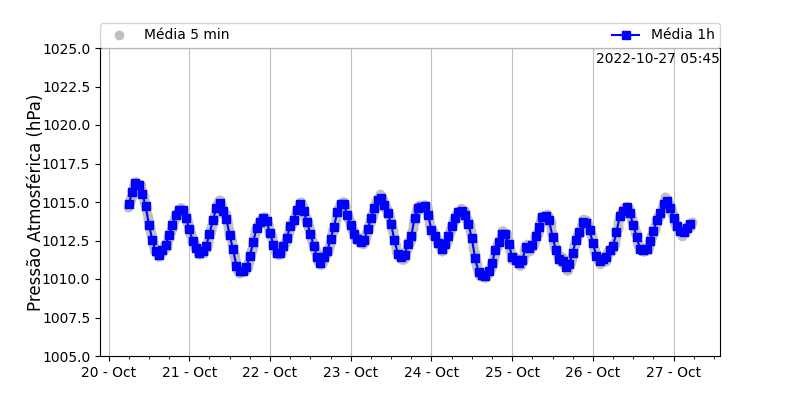 Média 5 min
Média 1h
2022-10-27 05:45
Pressão Atmosférica (hPa)
1025.0
1022.5
1020.0
1017.5
1015.0
1012.5
1010.0
1007.5
1005.0
20 - Oct
21 - Oct
22 - Oct
23 - Oct
24 - Oct
25 - Oct
26 - Oct
27 - Oct